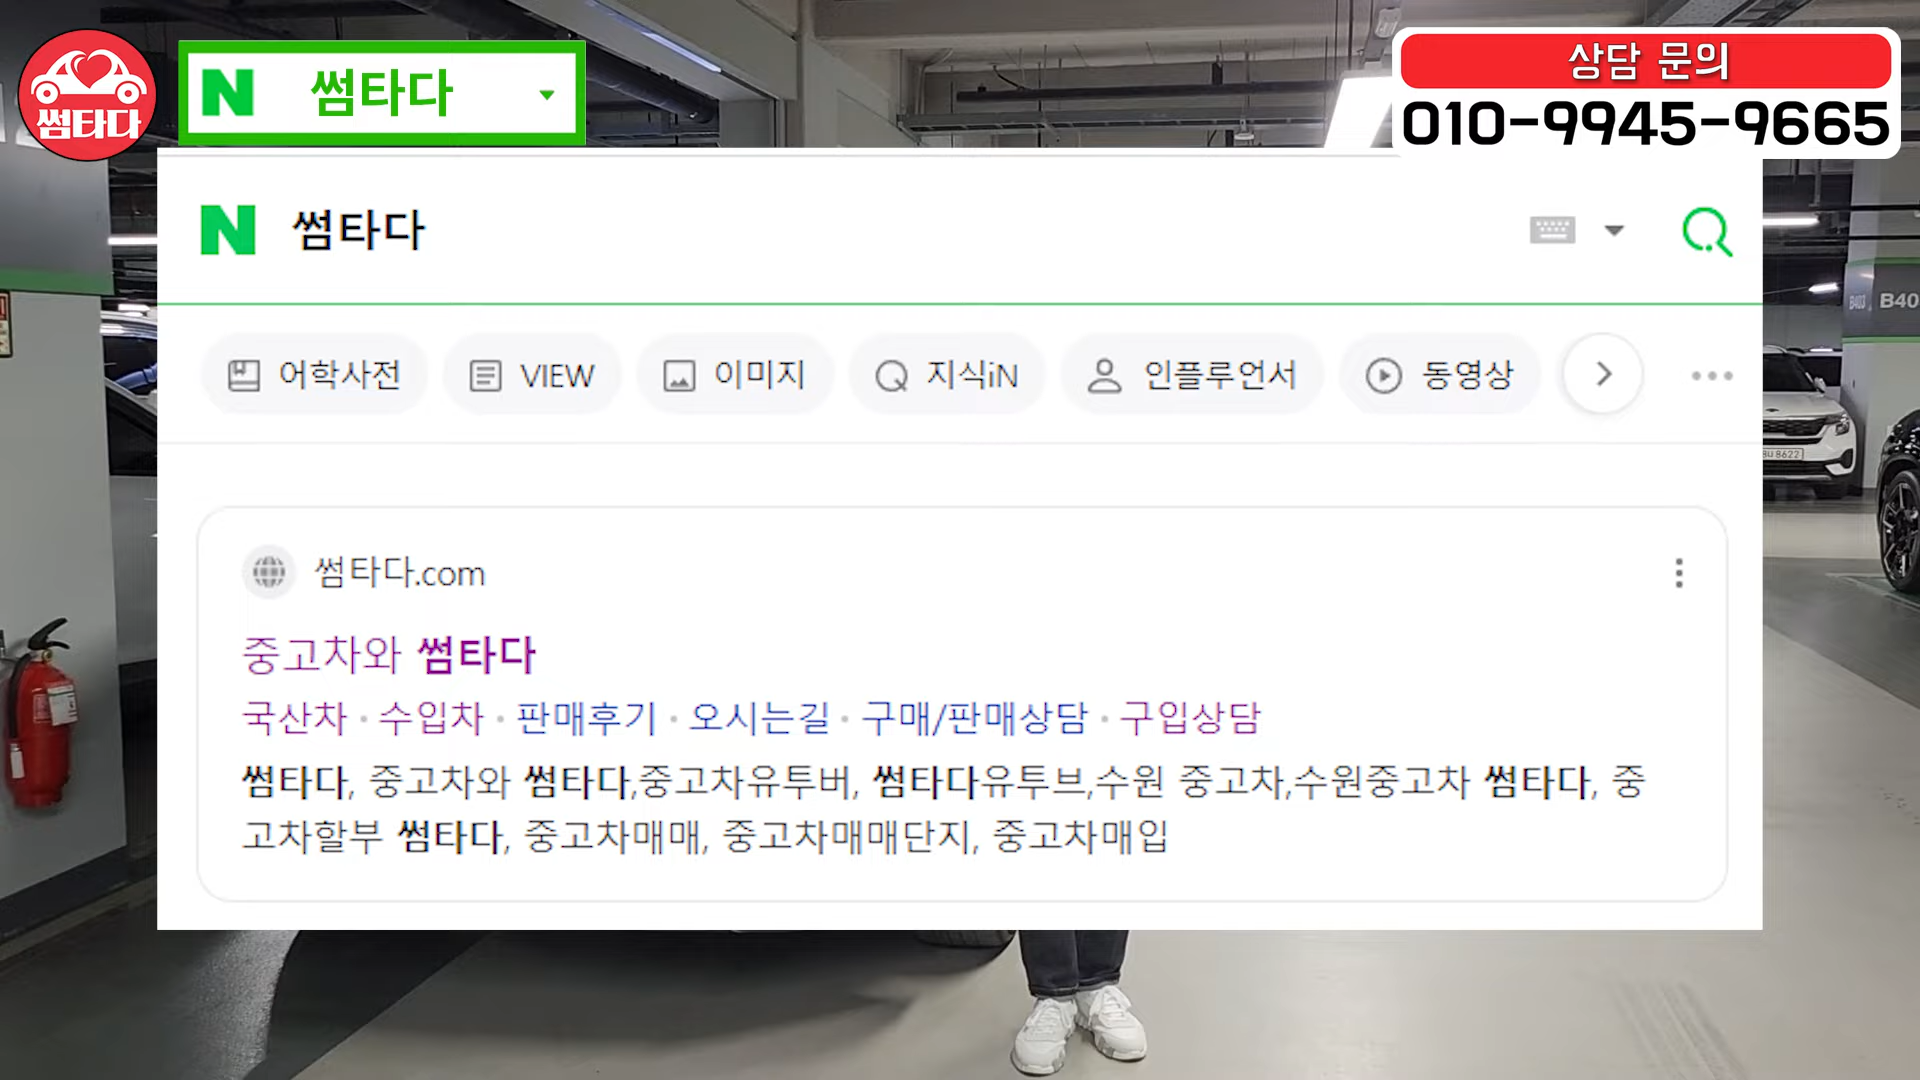 썸타다
N 썸타다
상담 문의
010-9945-9665
N 썸타다
B403 B40
어학사전 VIEW 이미지 지식iN 인플루언서 동영상
8622
썸타다.com
중고차와 썸타다
국산차 · 수입차 · 판매후기 · 오시는길 · 구매/판매상담 · 구입상담
썸타다, 중고차와 썸타다,중고차유투버, 썸타다유투브,수원 중고차,수원중고차 썸타다, 중
고차할부 썸타다, 중고차매매, 중고차매매단지, 중고차매입